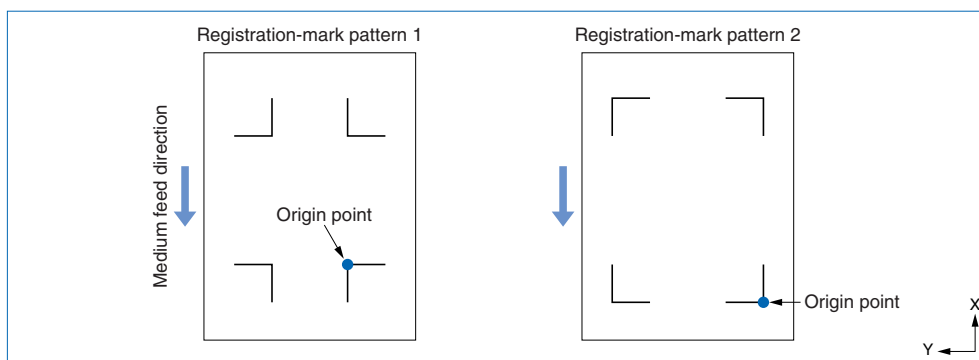 Registration-mark pattern 1
Registration-mark pattern 2
Medium feed direction
Origin point
Origin point
X
Y